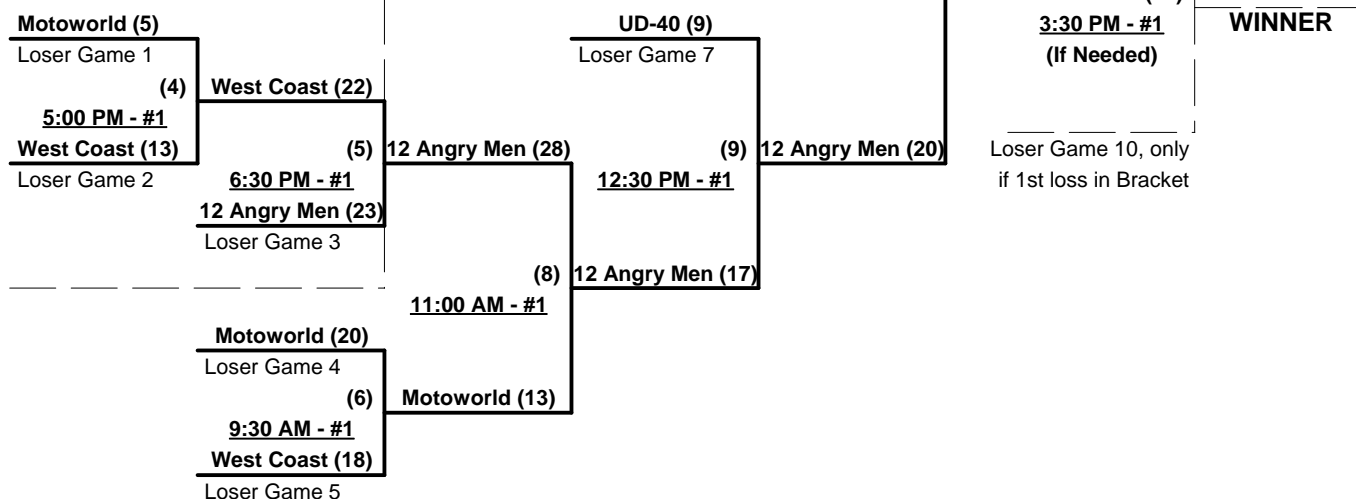 Motoworld (5)
Loser Game 1
(4)
5:00 PM - #1
West Coast (13)
Loser Game 2
West Coast (22)
(5)
6:30 PM - #1
12 Angry Men (23)
Loser Game 3
12 Angry Men (28)
(8)
11:00 AM - #1
Motoworld (20)
Loser Game 4
(6)
9:30 AM - #1
West Coast (18)
Loser Game 5
Motoworld (13)
UD-40 (9)
Loser Game 7
(9)
12:30 PM - #1
12 Angry Men (17)
12 Angry Men (20)
3:30 PM - #1
(If Needed)
Loser Game 10, only
if 1st loss in Bracket
WINNER